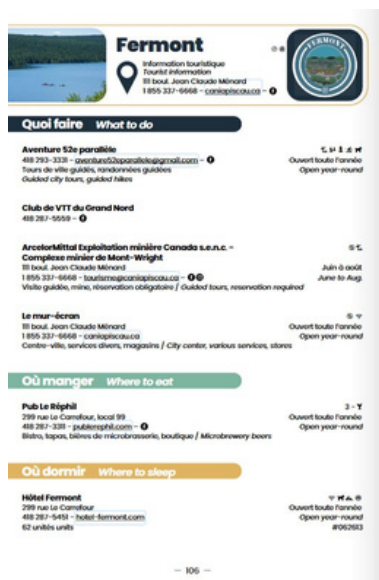 Fermont
Information touristique
Tourist information
111 boul. Jean Claude Ménard
1 855 337-6668 - caniapiscau.ca -
FERMONT
Quoi faire What to do
Aventure 52e parallèle
418 293-3331 - aventure52eparallele@gmail.com -
Tours de ville guidés, randonnées guidées
Guided city tours, guided hikes
Ouvert toute l'année
Open year-round
Club de VTT du Grand Nord
418 287-5559 -
ArcelorMittal Exploitation minière Canada s.e.n.c. -
Complexe minier de Mont-Wright
111 boul. Jean Claude Ménard
1 855 337-6668 - tourisme@caniapiscau.ca -
Visite guidée, mine, réservation obligatoire / Guided tours, reservation required
Juin à août
June to Aug.
Le mur-écran
111 boul. Jean Claude Ménard
1 855 337-6668 - caniapiscau.ca
Centre-ville, services divers, magasins / City center, various services, stores
Ouvert toute l'année
Open year-round
Où manger Where to eat
Pub Le Réphil
299 rue Le Carrefour, local 99
418 287-3311 - publerephil.com -
Bistro, tapas, bières de microbrasserie, boutique / Microbrewery beers
3 -
Ouvert toute l'année
Open year-round
Où dormir Where to sleep
Hôtel Fermont
299 rue Le Carrefour
418 287-5451 - hotel-fermont.com
62 unités units
Ouvert toute l'année
Open year-round
#062613
— 106 —